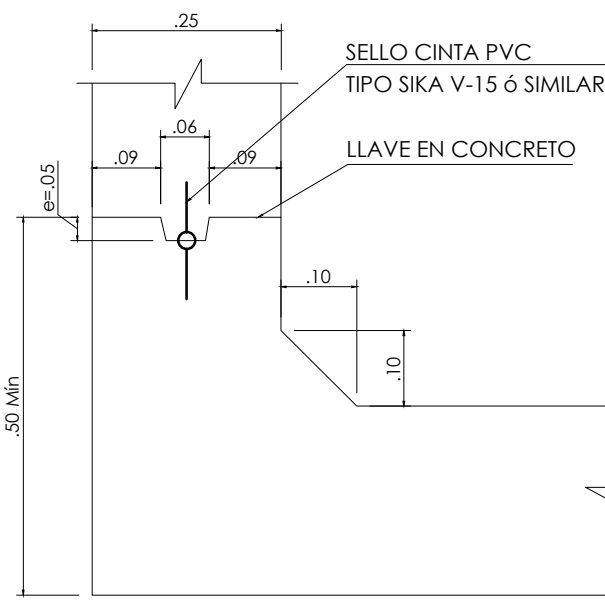 .25
SELLO CINTA PVC
TIPO SIKA V-15 ó SIMILAR
.06
.09
.09
LLAVE EN CONCRETO
e=.05
.10
.10
.50 Mín